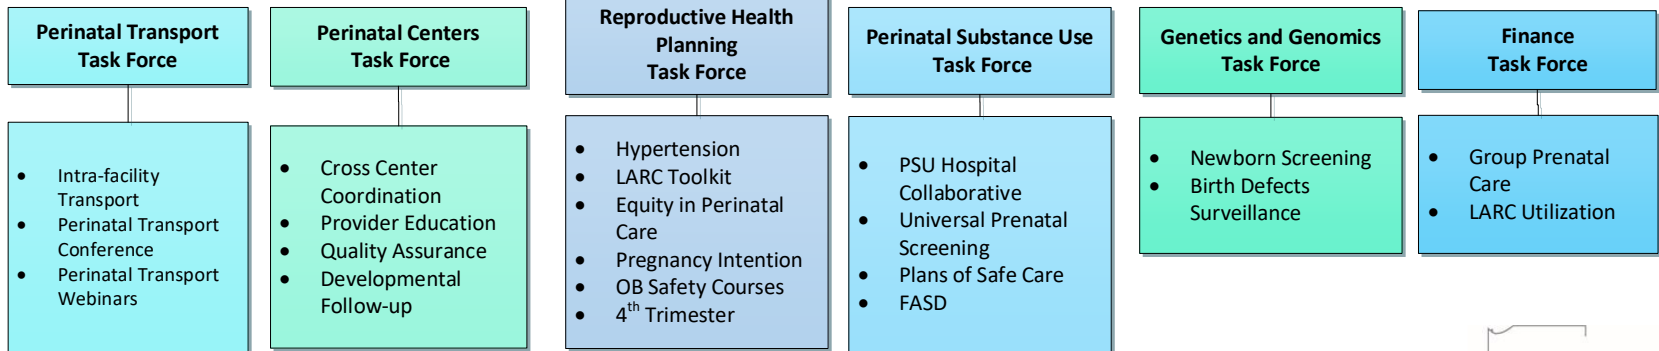 Perinatal Transport
Task Force
• Intra-facility
Transport
• Perinatal Transport
Conference
• Perinatal Transport
Webinars
Perinatal Centers
Task Force
• Cross Center
Coordination
• Provider Education
• Quality Assurance
• Developmental
Follow-up
Reproductive Health
Planning
Task Force
• Hypertension
• LARC Toolkit
• Equity in Perinatal
Care
• Pregnancy Intention
• OB Safety Courses
• 4th Trimester
Perinatal Substance Use
Task Force
• PSU Hospital
Collaborative
• Universal Prenatal
Screening
• Plans of Safe Care
• FASD
Genetics and Genomics
Task Force
• Newborn Screening
• Birth Defects
Surveillance
Finance
Task Force
• Group Prenatal
Care
• LARC Utilization